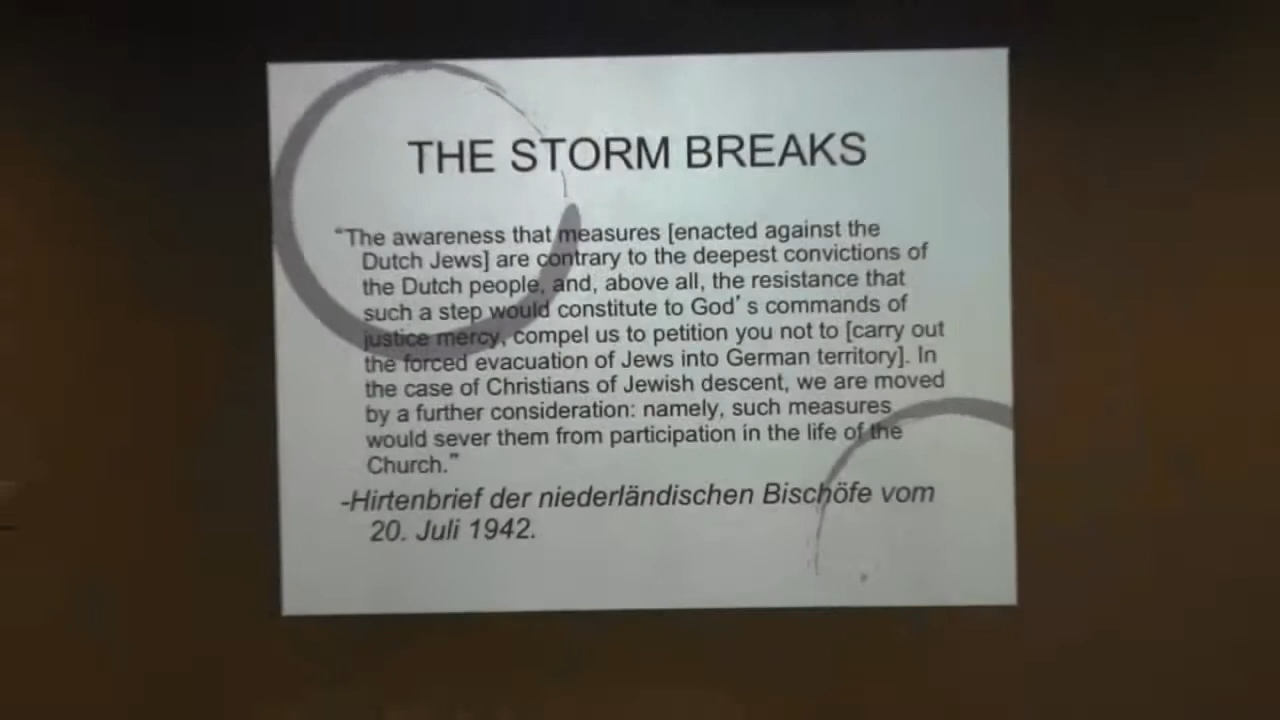 THE STORM BREAKS
“The awareness that measures [enacted against the
Dutch Jews] are contrary to the deepest convictions of
the Dutch people, and, above all, the resistance that
such a step would constitute to God’ s commands of
justice mercy, compel us to petition you not to [carry out
the forced evacuation of Jews into German territory]. In
the case of Christians of Jewish descent, we are moved
by a further consideration: namely, such measures
would sever them from participation in the life of the
Church.”
-Hirtenbrief der niederländischen Bischöfe vom
20. Juli 1942.